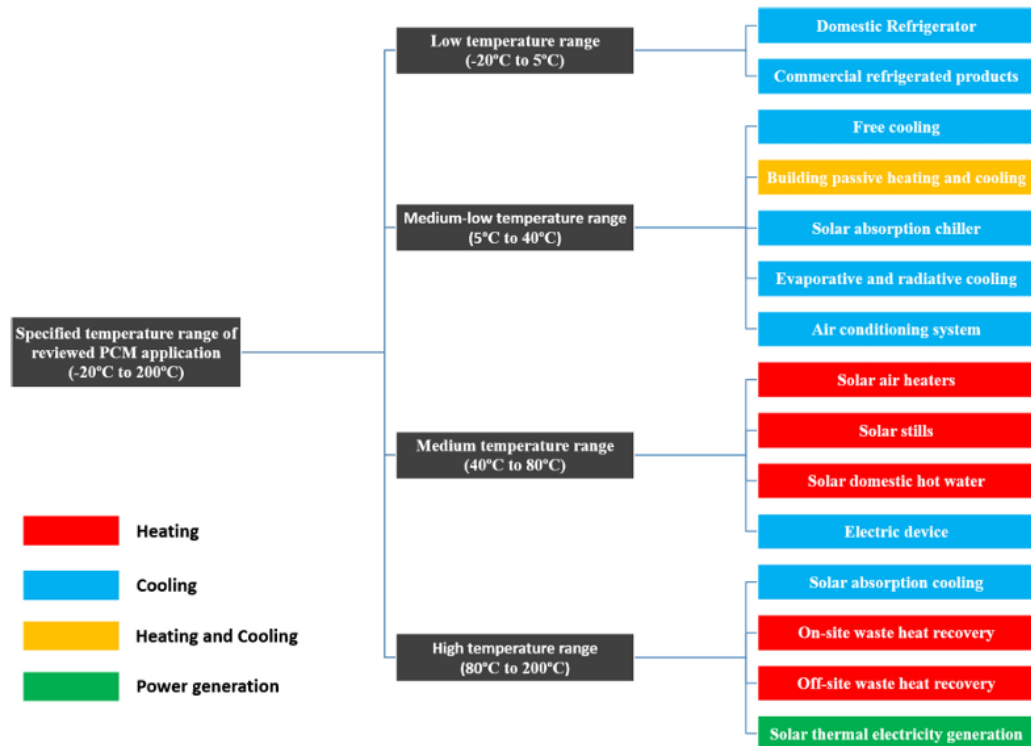 Specified temperature range of
reviewed PCM application
(-20°C to 200°C)
Low temperature range
(-20°C to 5°C)
Domestic Refrigerator
Commercial refrigerated products
Medium-low temperature range
(5°C to 40°C)
Free cooling
Building passive heating and cooling
Solar absorption chiller
Evaporative and radiative cooling
Air conditioning system
Medium temperature range
(40°C to 80°C)
Solar air heaters
Solar stills
Solar domestic hot water
Electric device
High temperature range
(80°C to 200°C)
Solar absorption cooling
On-site waste heat recovery
Off-site waste heat recovery
Solar thermal electricity generation
Heating
Cooling
Heating and Cooling
Power generation